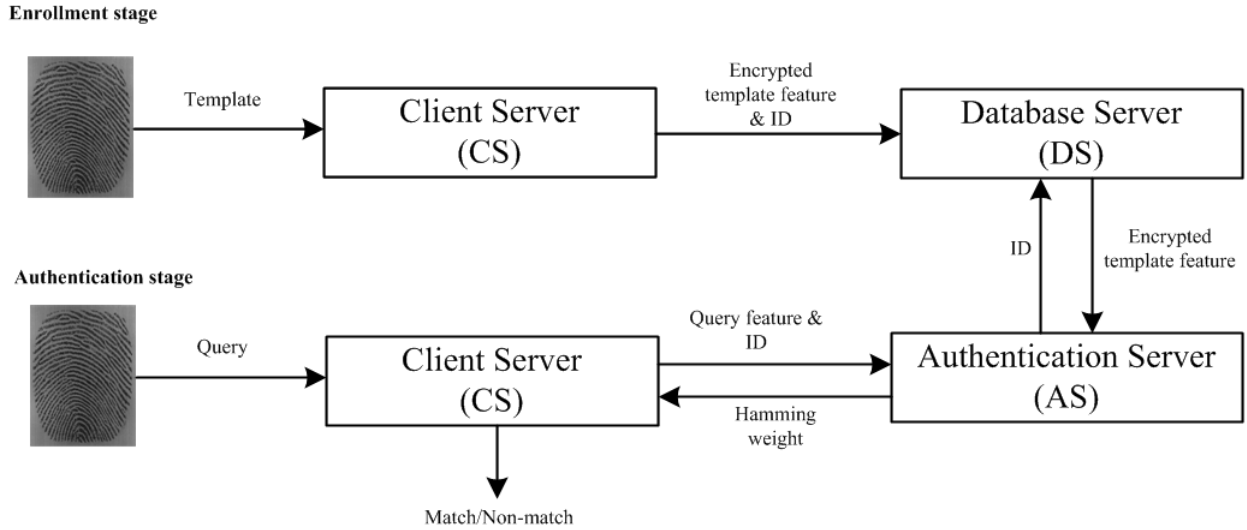 Enrollment stage
Template
Client Server
(CS)
Encrypted
template feature
& ID
Database Server
(DS)
ID
Encrypted
template feature
Authentication stage
Query
Client Server
(CS)
Query feature &
ID
Hamming
weight
Authentication Server
(AS)
Match/Non-match